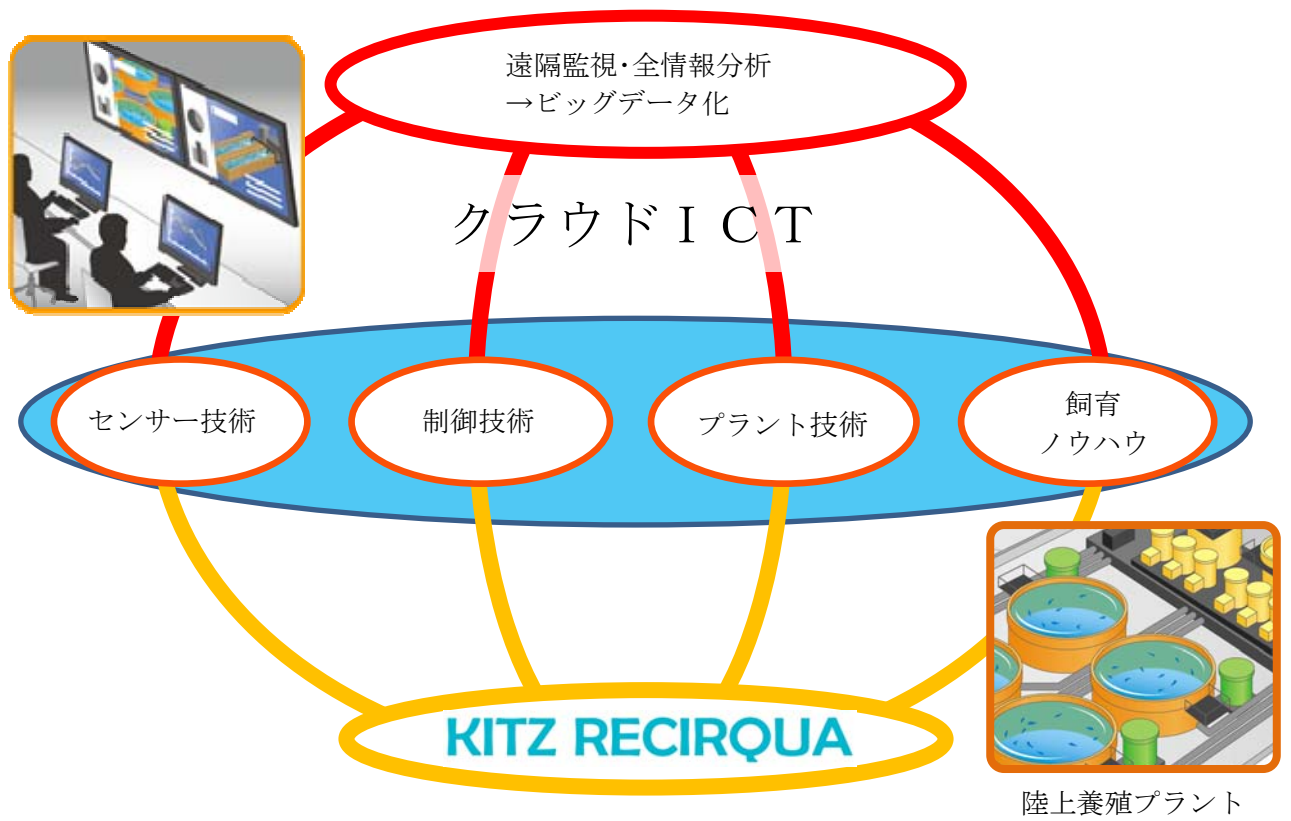 遠隔監視・全情報分析
→ビッグデータ化
クラウドＩＣＴ
センサー技術
制御技術
プラント技術
飼育
ノウハウ
KITZ RECIRQUA
陸上養殖プラント